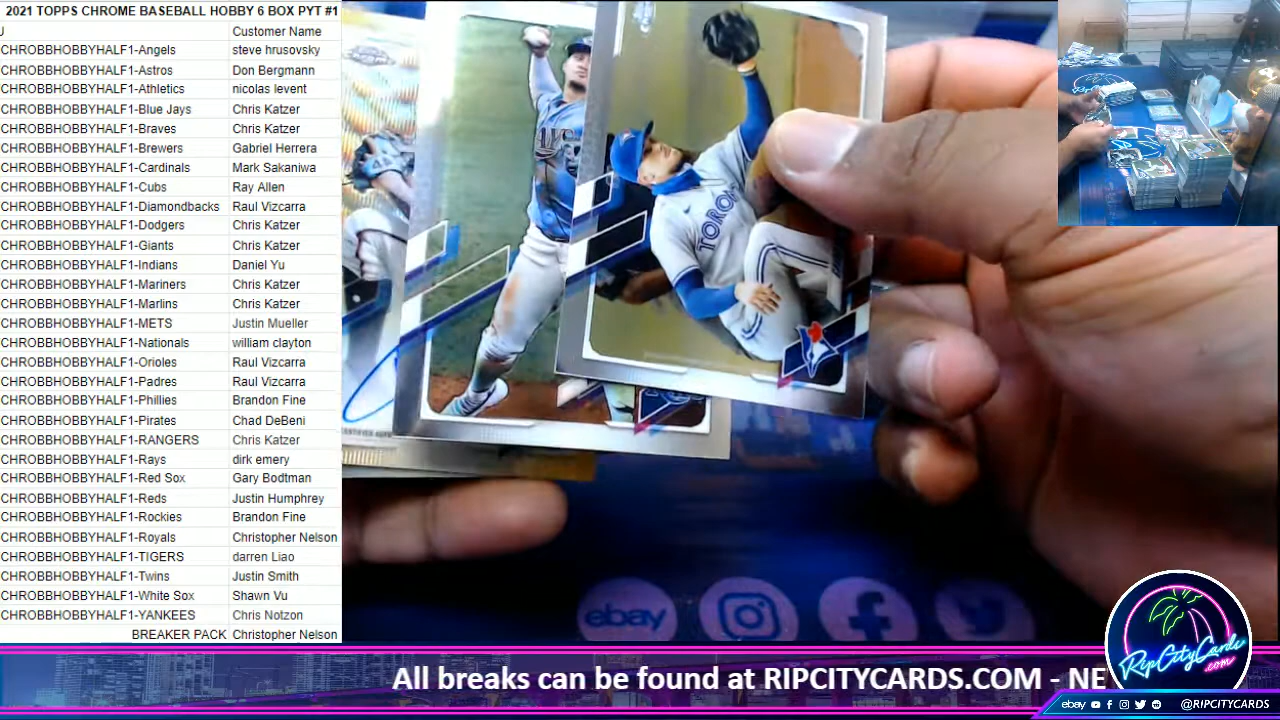 2021 TOPPS CHROME BASEBALL HOBBY 6 BOX PYT #1
Customer Name
CHROBBHOBBYHALF1-Angels steve hrusovsky
CHROBBHOBBYHALF1-Astros Don Bergmann
CHROBBHOBBYHALF1-Athletics nicolas levent
CHROBBHOBBYHALF1-Blue Jays Chris Katzer
CHROBBHOBBYHALF1-Braves Chris Katzer
CHROBBHOBBYHALF1-Brewers Gabriel Herrera
CHROBBHOBBYHALF1-Cardinals Mark Sakaniwa
CHROBBHOBBYHALF1-Cubs Ray Allen
CHROBBHOBBYHALF1-Diamondbacks Raul Vizcarra
CHROBBHOBBYHALF1-Dodgers Chris Katzer
CHROBBHOBBYHALF1-Giants Chris Katzer
CHROBBHOBBYHALF1-Indians Daniel Yu
CHROBBHOBBYHALF1-Mariners Chris Katzer
CHROBBHOBBYHALF1-Marlins Chris Katzer
CHROBBHOBBYHALF1-METS Justin Mueller
CHROBBHOBBYHALF1-Nationals william clayton
CHROBBHOBBYHALF1-Orioles Raul Vizcarra
CHROBBHOBBYHALF1-Padres Raul Vizcarra
CHROBBHOBBYHALF1-Phillies Brandon Fine
CHROBBHOBBYHALF1-Pirates Chad DeBeni
CHROBBHOBBYHALF1-RANGERS Chris Katzer
CHROBBHOBBYHALF1-Rays dirk emery
CHROBBHOBBYHALF1-Red Sox Gary Bodtman
CHROBBHOBBYHALF1-Reds Justin Humphrey
CHROBBHOBBYHALF1-Rockies Brandon Fine
CHROBBHOBBYHALF1-Royals Christopher Nelson
CHROBBHOBBYHALF1-TIGERS darren Liao
CHROBBHOBBYHALF1-Twins Justin Smith
CHROBBHOBBYHALF1-White Sox Shawn Vu
CHROBBHOBBYHALF1-YANKEES Chris Notzon
BREAKER PACK Christopher Nelson
TORON
ebay
All breaks can be found at RIPCITYCARDS.COM - NE
RipCityCards
.com
ebay @RIPCITYCARDS